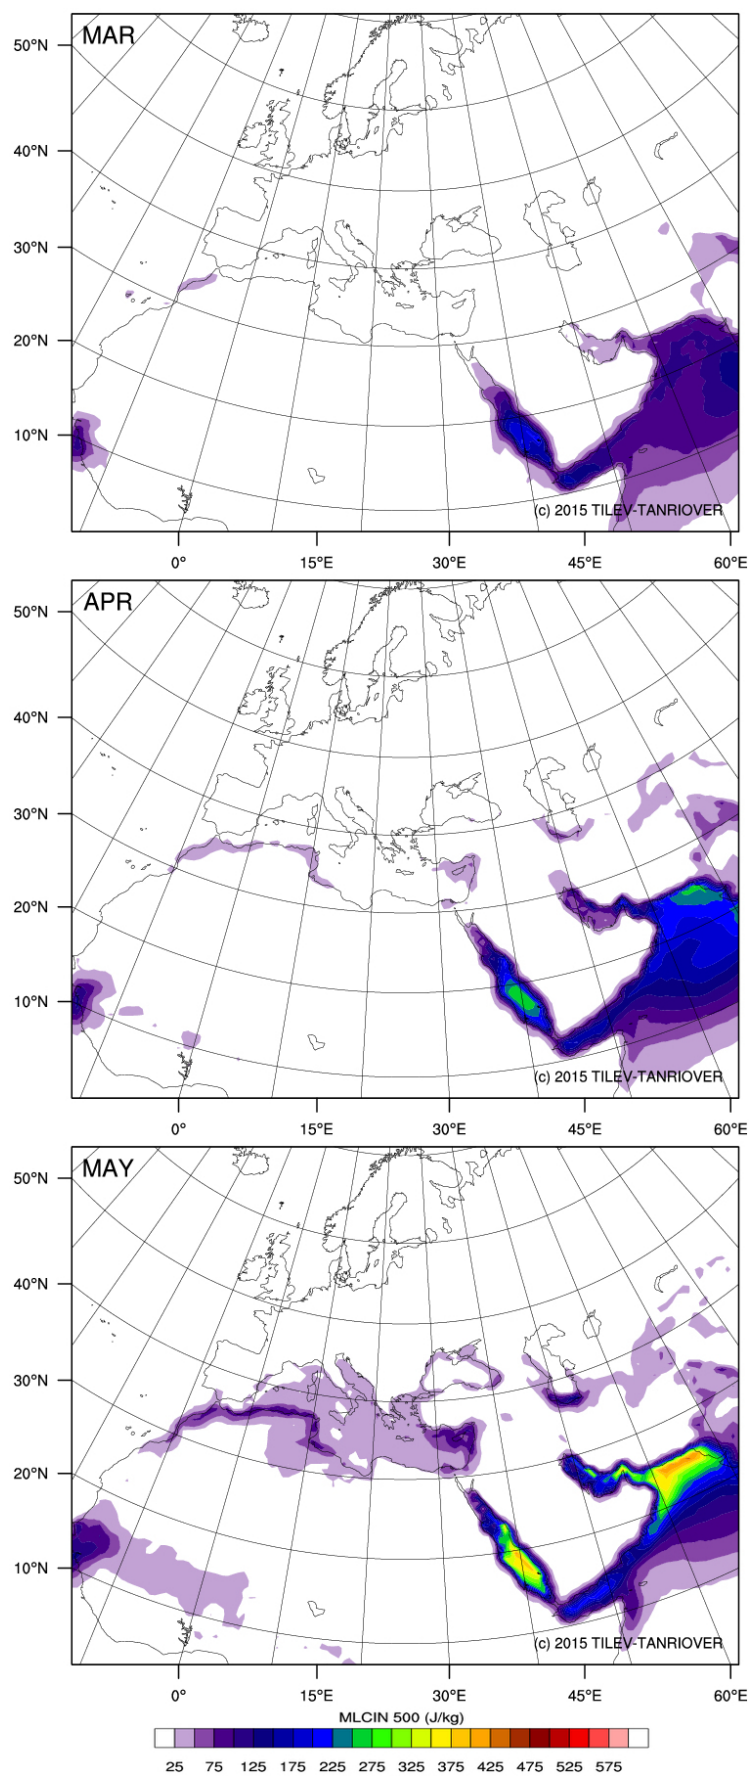 MAR
50°N
40°N
30°N
20°N
10°N
(c) 2015 TILEV-TANRIOVER
0° 15°E 30°E 45°E 60°E
APR
50°N
40°N
30°N
20°N
10°N
(c) 2015 TILEV-TANRIOVER
0° 15°E 30°E 45°E 60°E
MAY
50°N
40°N
30°N
20°N
10°N
(c) 2015 TILEV-TANRIOVER
0° 15°E 30°E 45°E 60°E
MLCIN 500 (J/kg)
25 75 125 175 225 275 325 375 425 475 525 575